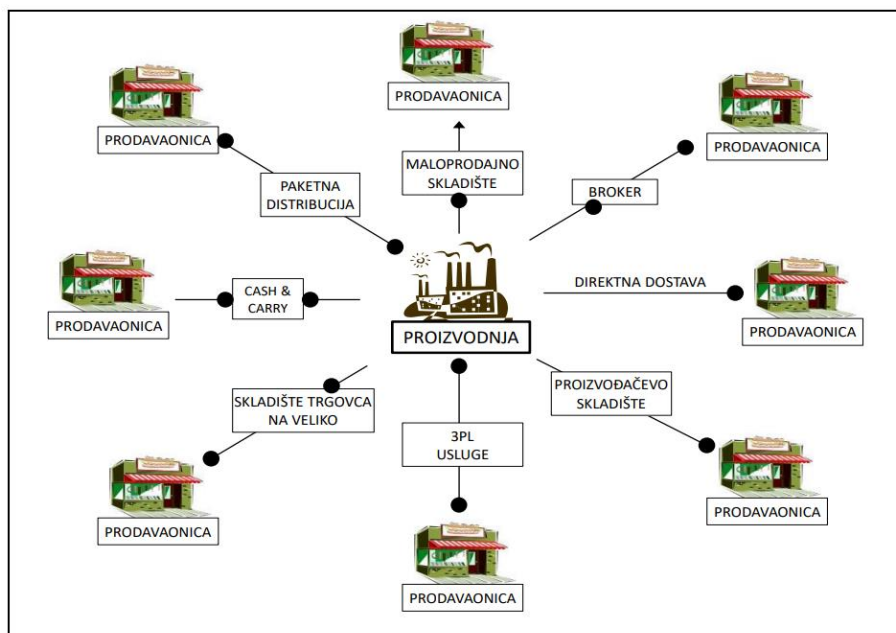 PRODAVAONICA
PRODAVAONICA
PRODAVAONICA
MALOPRODAJNO
SKLADIŠTE
PAKETNA
DISTRIBUCIJA
BROKER
DIREKTNA DOSTAVA
CASH &
CARRY
PRODAVAONICA
PRODAVAONICA
PROIZVODNJA
PROIZVOĐAČEVO
SKLADIŠTE
SKLADIŠTE TRGOVCA
NA VELIKO
3PL
USLUGE
PRODAVAONICA
PRODAVAONICA
PRODAVAONICA